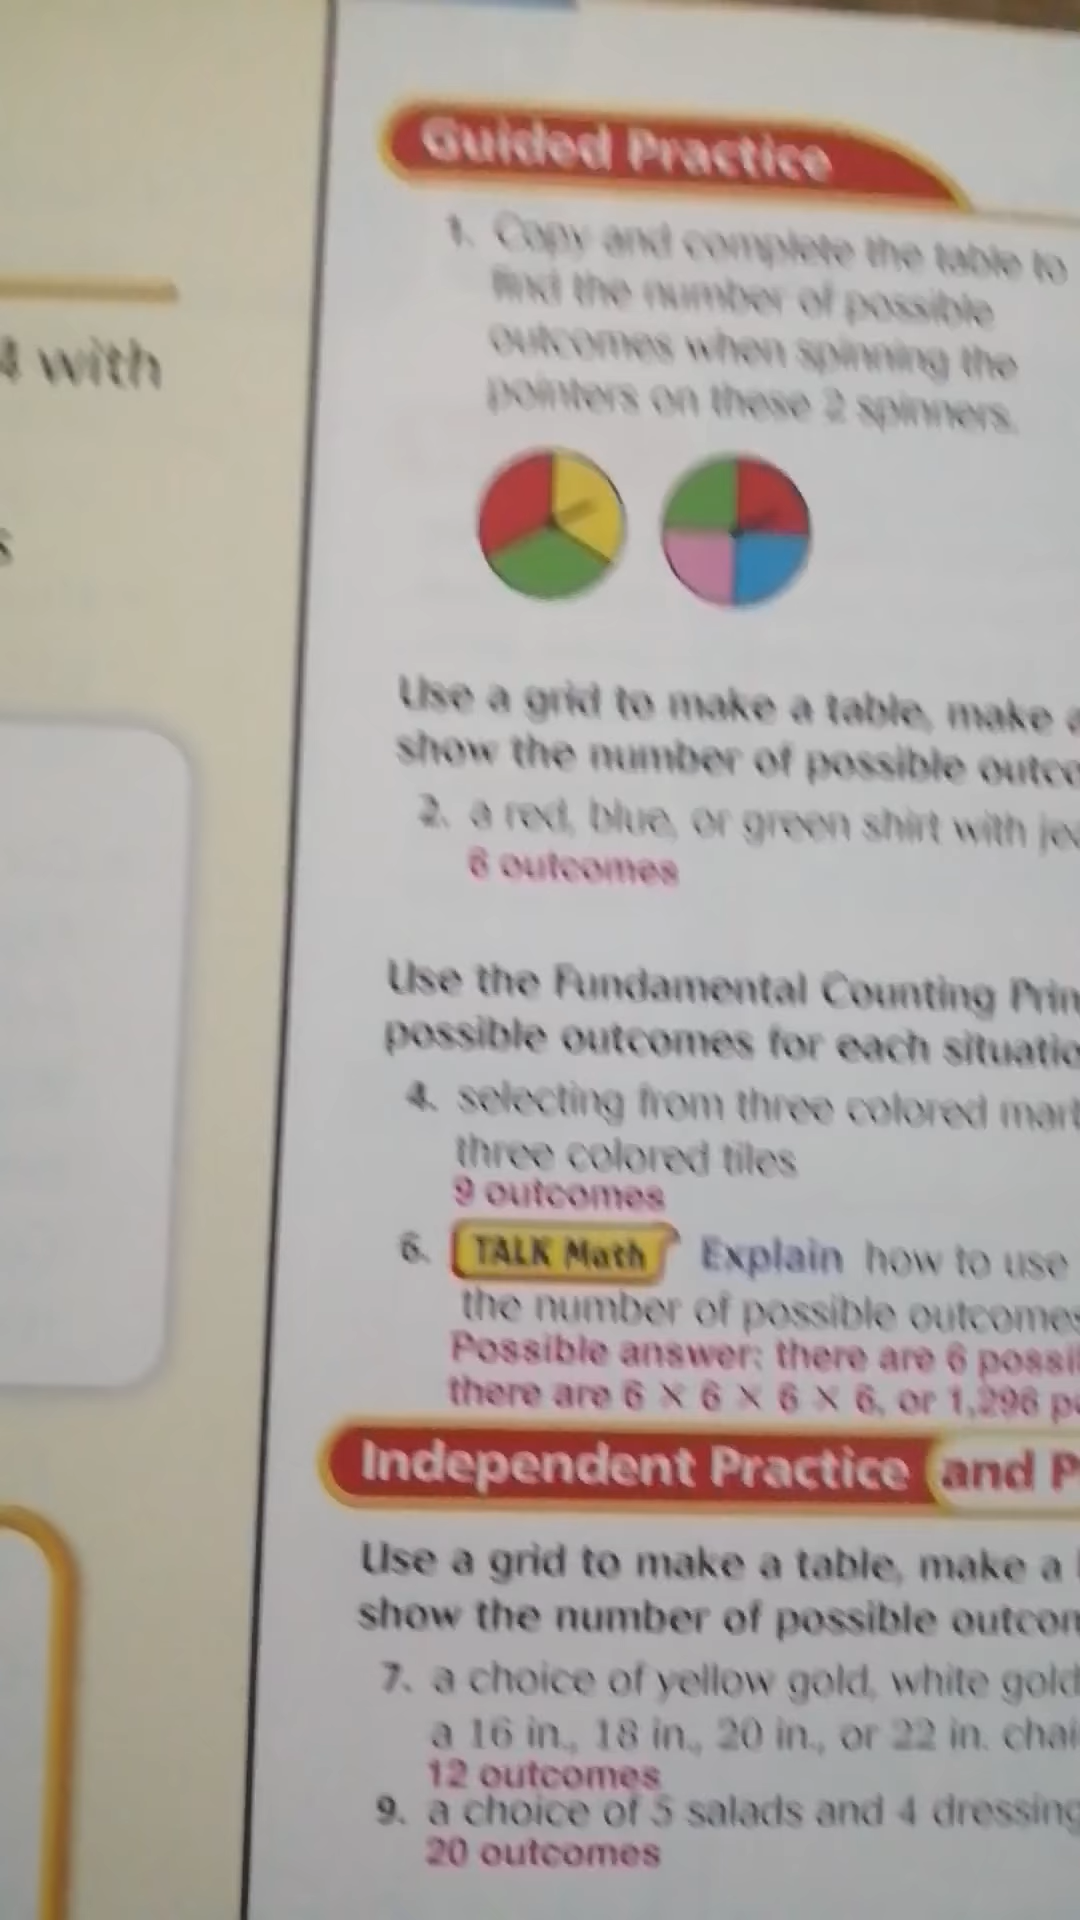 4 with
s
Guided Practice
1. Copy and complete the table to
find the number of possible
outcomes when spinning the
pointers on these 2 spinners.
Use a grid to make a table, make a
show the number of possible outco
2. a red, blue, or green shirt with jea
6 outcomes
Use the Fundamental Counting Prin
possible outcomes for each situatio
4. selecting from three colored marb
three colored tiles
9 outcomes
6. TALK Math Explain how to use
the number of possible outcomes
Possible answer: there are 6 possib
there are 6 × 6 × 6 × 6, or 1,296 po
Independent Practice and P
Use a grid to make a table, make a l
show the number of possible outcom
7. a choice of yellow gold, white gold
a 16 in., 18 in., 20 in., or 22 in. chai
12 outcomes
9. a choice of 5 salads and 4 dressing
20 outcomes